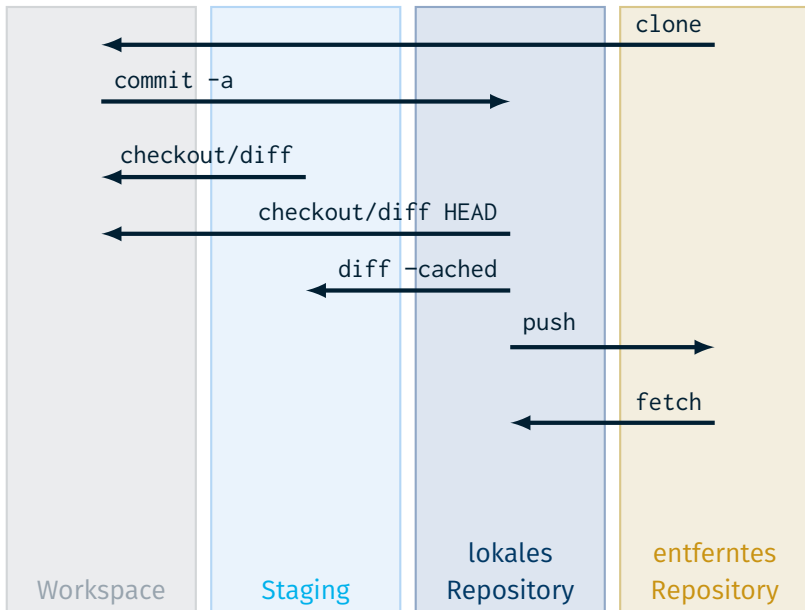 clone
commit -a
checkout/diff
checkout/diff HEAD
diff -cached
push
fetch
Workspace
Staging
lokales
Repository
entferntes
Repository